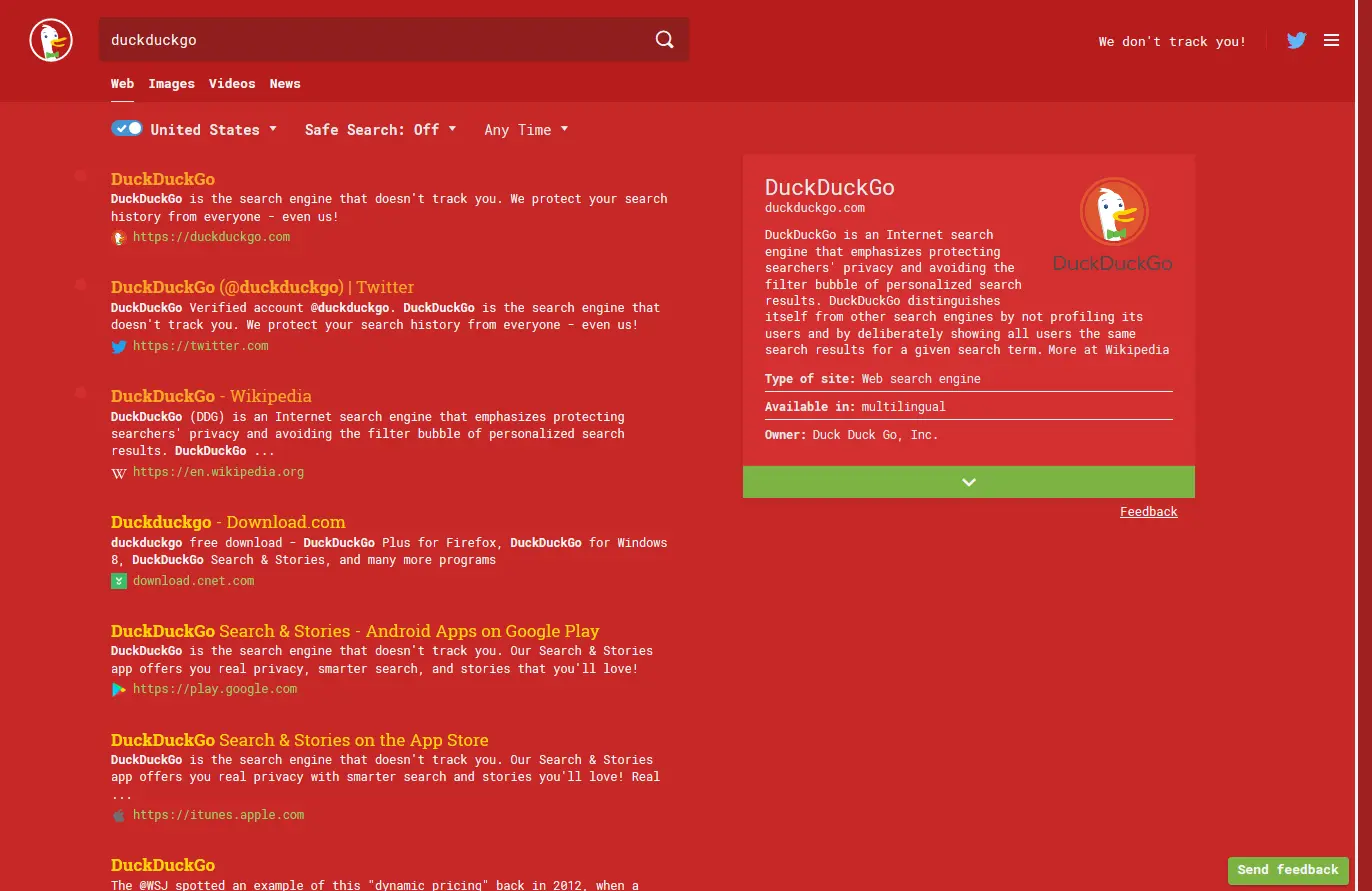 duckduckgo
We don't track you!
Web Images Videos News
United States Safe Search: Off Any Time
DuckDuckGo
DuckDuckGo is the search engine that doesn't track you. We protect your search
history from everyone - even us!
https://duckduckgo.com
DuckDuckGo (@duckduckgo) | Twitter
DuckDuckGo Verified account @duckduckgo. DuckDuckGo is the search engine that
doesn't track you. We protect your search history from everyone - even us!
https://twitter.com
DuckDuckGo - Wikipedia
DuckDuckGo (DDG) is an Internet search engine that emphasizes protecting
searchers' privacy and avoiding the filter bubble of personalized search
results. DuckDuckGo ...
https://en.wikipedia.org
Duckduckgo - Download.com
duckduckgo free download - DuckDuckGo Plus for Firefox, DuckDuckGo for Windows
8, DuckDuckGo Search & Stories, and many more programs
download.cnet.com
DuckDuckGo Search & Stories - Android Apps on Google Play
DuckDuckGo is the search engine that doesn't track you. Our Search & Stories
app offers you real privacy, smarter search, and stories that you'll love!
https://play.google.com
DuckDuckGo Search & Stories on the App Store
DuckDuckGo is the search engine that doesn't track you. Our Search & Stories
app offers you real privacy with smarter search and stories you'll love! Real
...
https://itunes.apple.com
DuckDuckGo
The @WSJ spotted an example of this "dynamic pricing" back in 2012, when a
DuckDuckGo
duckduckgo.com
DuckDuckGo is an Internet search
engine that emphasizes protecting
searchers' privacy and avoiding the
filter bubble of personalized search
results. DuckDuckGo distinguishes
itself from other search engines by not profiling its
users and by deliberately showing all users the same
search results for a given search term. More at Wikipedia
DuckDuckGo
Type of site: Web search engine
Available in: multilingual
Owner: Duck Duck Go, Inc.
Feedback
Send feedback